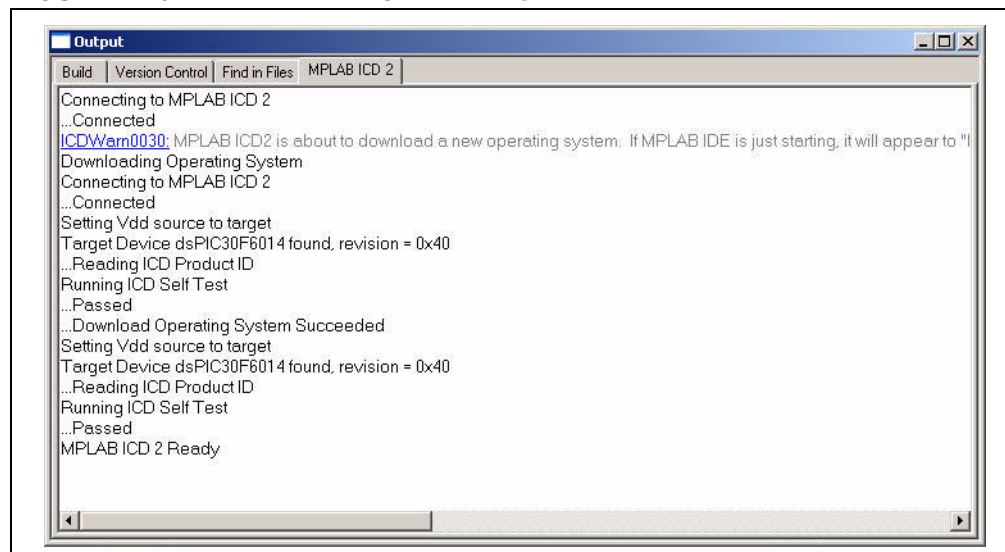 Output
Build Version Control Find in Files MPLAB ICD 2
Connecting to MPLAB ICD 2
...Connected
ICDWarn0030: MPLAB ICD2 is about to download a new operating system. If MPLAB IDE is just starting, it will appear to
Downloading Operating System
Connecting to MPLAB ICD 2
...Connected
Setting Vdd source to target
Target Device dsPIC30F6014 found, revision = 0x40
...Reading ICD Product ID
Running ICD Self Test
...Passed
...Download Operating System Succeeded
Setting Vdd source to target
Target Device dsPIC30F6014 found, revision = 0x40
...Reading ICD Product ID
Running ICD Self Test
...Passed
MPLAB ICD 2 Ready